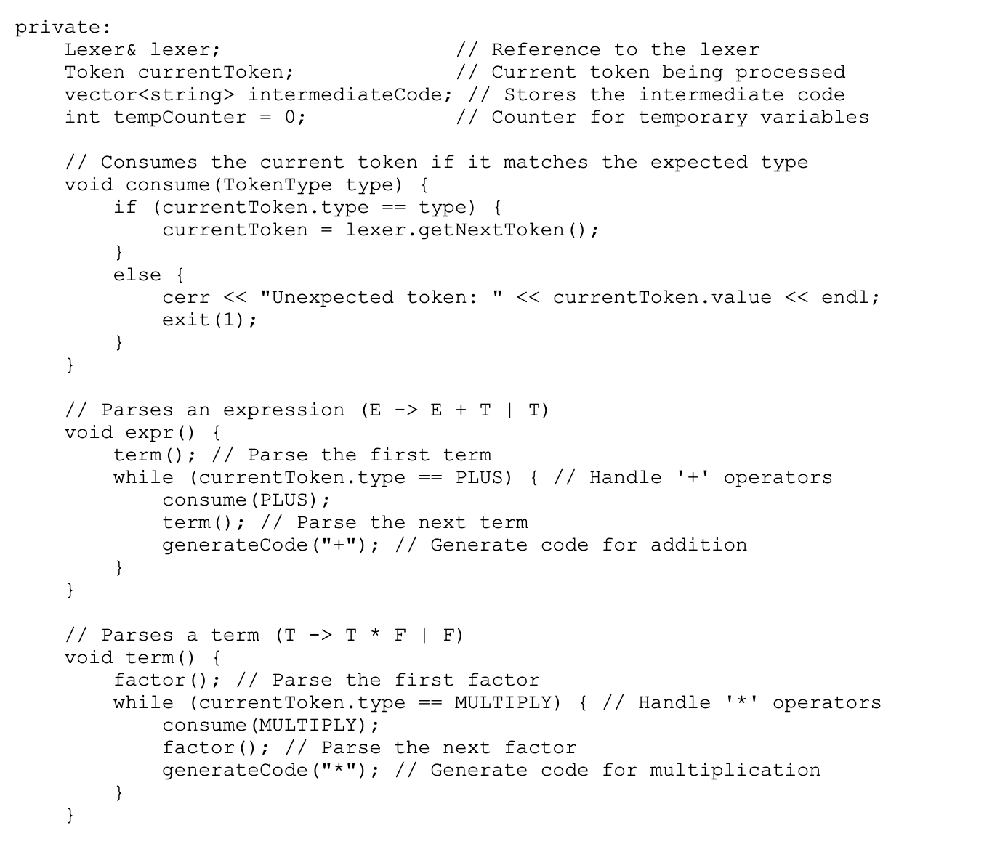 private:
    Lexer& lexer;                   // Reference to the lexer
    Token currentToken;             // Current token being processed
    vector<string> intermediateCode; // Stores the intermediate code
    int tempCounter = 0;            // Counter for temporary variables

    // Consumes the current token if it matches the expected type
    void consume(TokenType type) {
        if (currentToken.type == type) {
            currentToken = lexer.getNextToken();
        }
        else {
            cerr << "Unexpected token: " << currentToken.value << endl;
            exit(1);
        }
    }

    // Parses an expression (E -> E + T | T)
    void expr() {
        term(); // Parse the first term
        while (currentToken.type == PLUS) { // Handle '+' operators
            consume(PLUS);
            term(); // Parse the next term
            generateCode("+"); // Generate code for addition
        }
    }

    // Parses a term (T -> T * F | F)
    void term() {
        factor(); // Parse the first factor
        while (currentToken.type == MULTIPLY) { // Handle '*' operators
            consume(MULTIPLY);
            factor(); // Parse the next factor
            generateCode("*"); // Generate code for multiplication
        }
    }